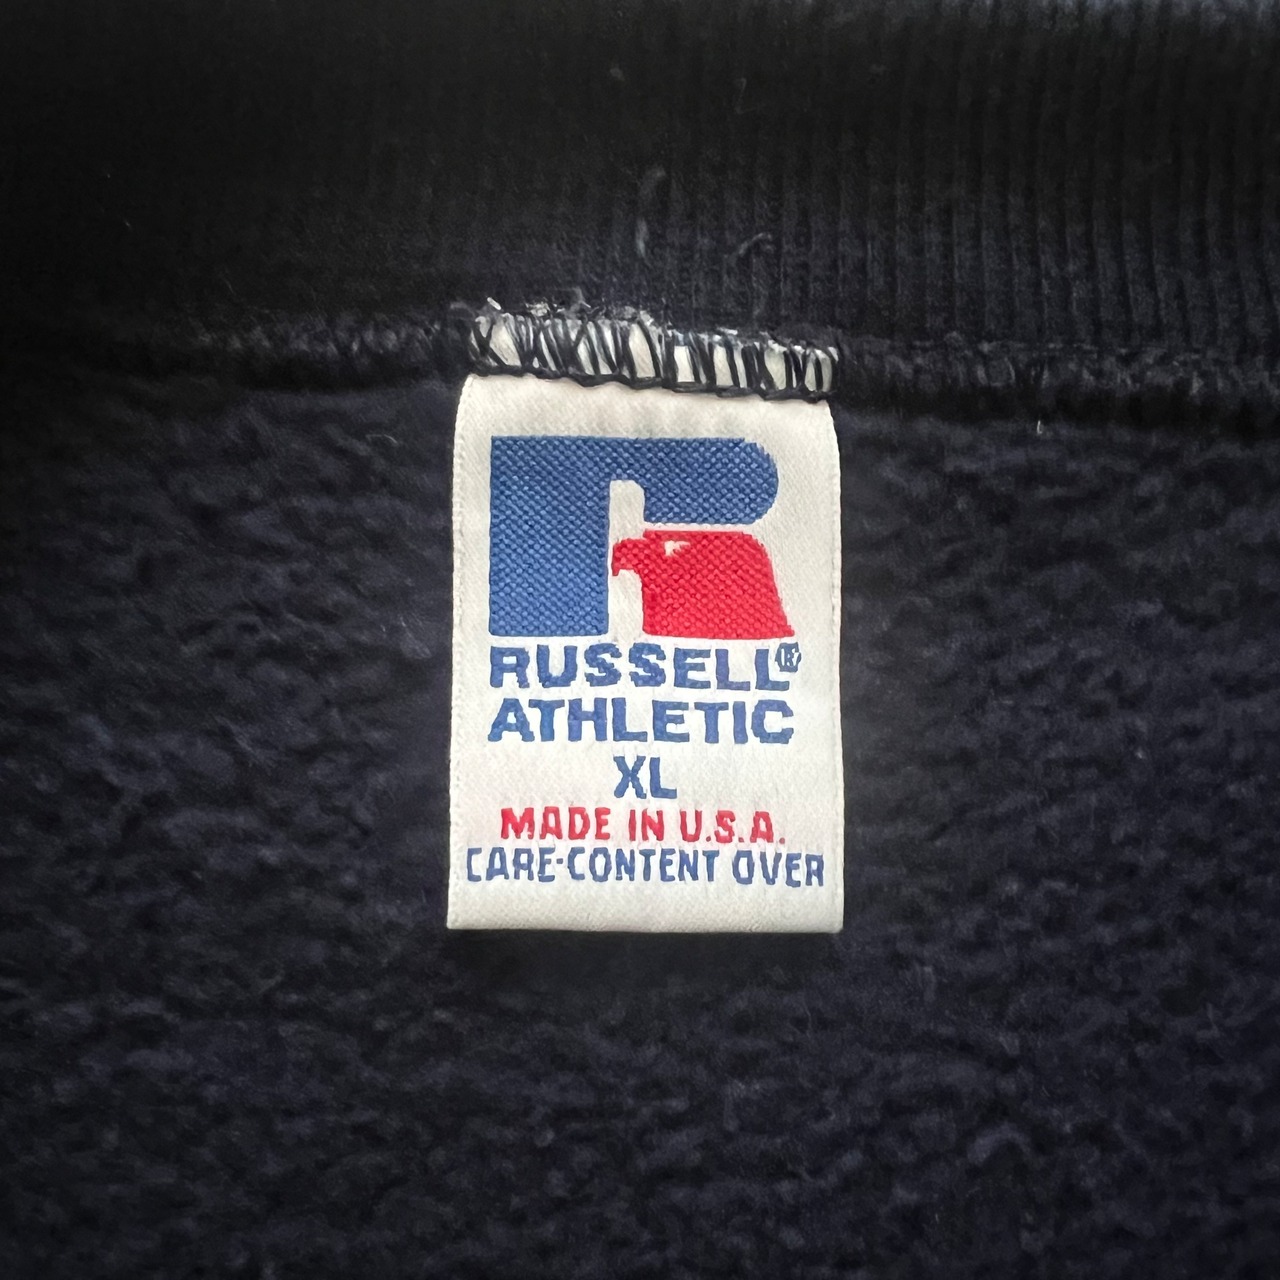 RUSSELL®
ATHLETIC
XL
MADE IN U.S.A.
CARE-CONTENT OVER